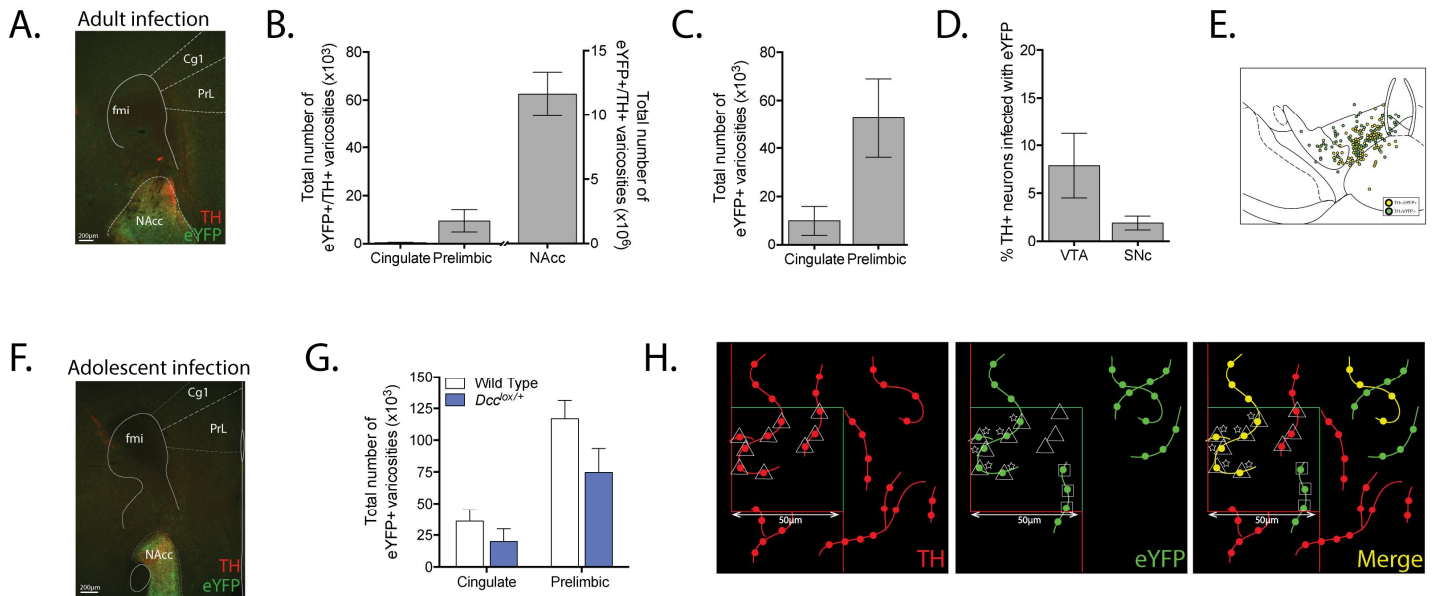 A.
Adult infection
Cg1
PrL
fmi
NAcc
TH
eYFP
200µm
B.
Total number of
eYFP+/TH+ varicosities (x10³)
80
60
40
20
0
Cingulate Prelimbic NAcc
15
10
5
0
Total number of
eYFP+/TH+ varicosities (x10⁶)
C.
Total number of
eYFP+ varicosities (x10³)
80
60
40
20
0
Cingulate Prelimbic
D.
% TH+ neurons infected with eYFP
20
15
10
5
0
VTA SNc
E.
F.
Adolescent infection
Cg1
PrL
fmi
NAcc
TH
eYFP
200µm
G.
Total number of
eYFP+ varicosities (x10³)
150
125
100
75
50
25
0
Wild Type
Dcc^lox/+
Cingulate Prelimbic
H.
50µm
TH
50µm
eYFP
50µm
Merge